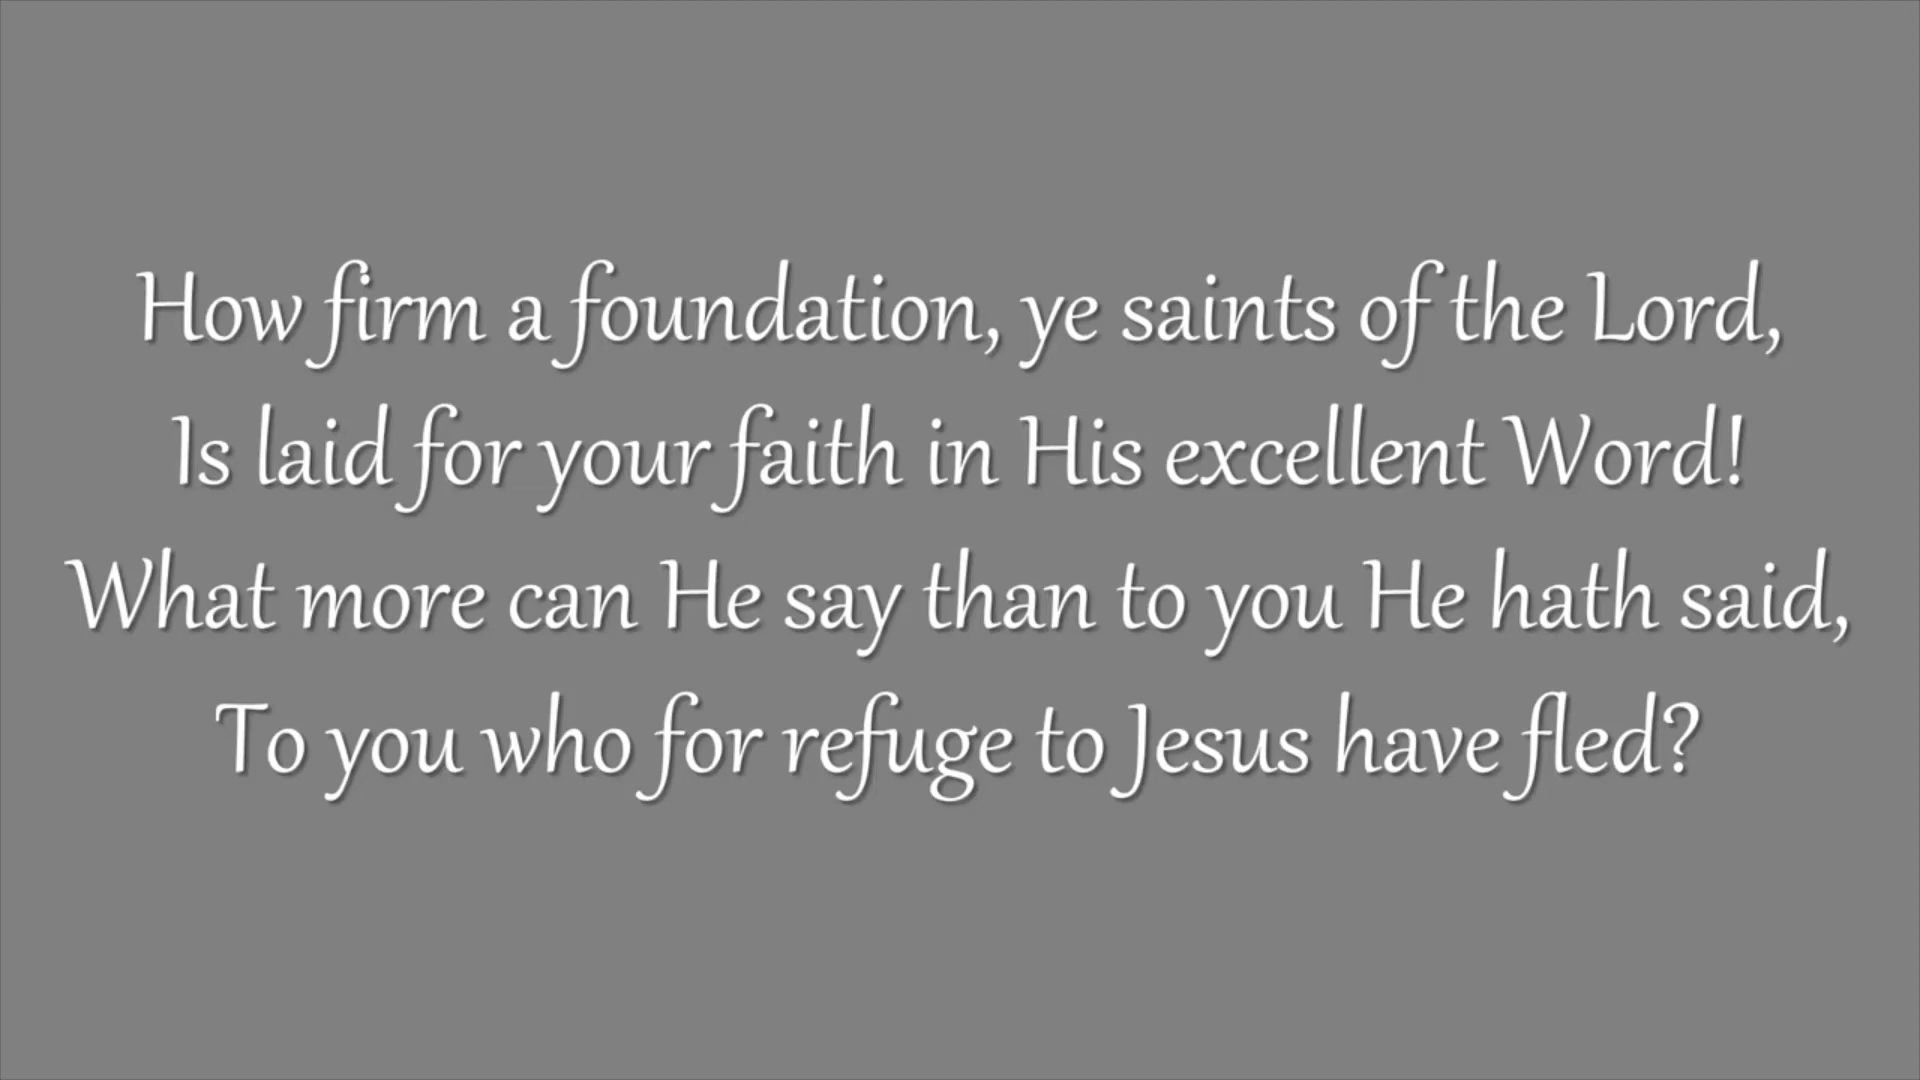 How firm a foundation, ye saints of the Lord,
Is laid for your faith in His excellent Word!
What more can He say than to you He hath said,
To you who for refuge to Jesus have fled?